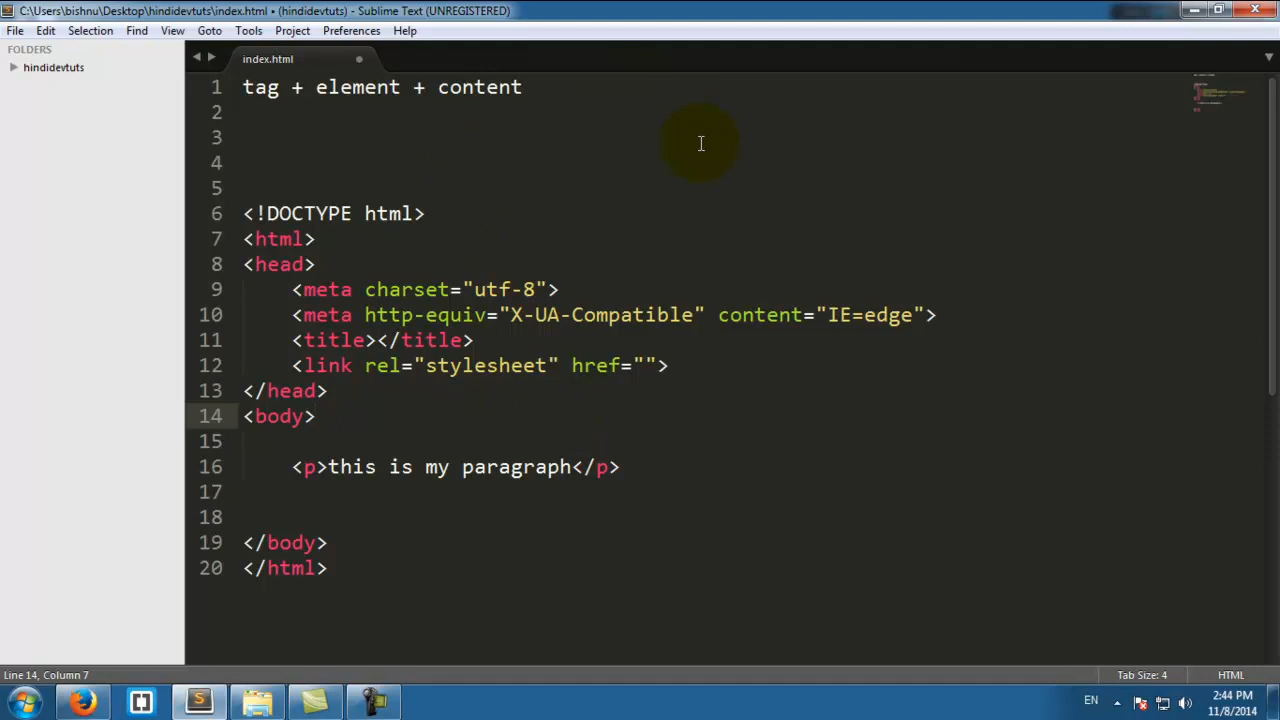 C:\Users\bishnu\Desktop\hindidevtuts\index.html • (hindidevtuts) - Sublime Text (UNREGISTERED)
File Edit Selection Find View Goto Tools Project Preferences Help
FOLDERS
hindidevtuts
index.html
1 tag + element + content
2
3
4
5
6 <!DOCTYPE html>
7 <html>
8 <head>
9 <meta charset="utf-8">
10 <meta http-equiv="X-UA-Compatible" content="IE=edge">
11 <title></title>
12 <link rel="stylesheet" href="">
13 </head>
14 <body>
15
16 <p>this is my paragraph</p>
17
18
19 </body>
20 </html>
Line 14, Column 7 Tab Size: 4 HTML
EN
2:44 PM
11/8/2014